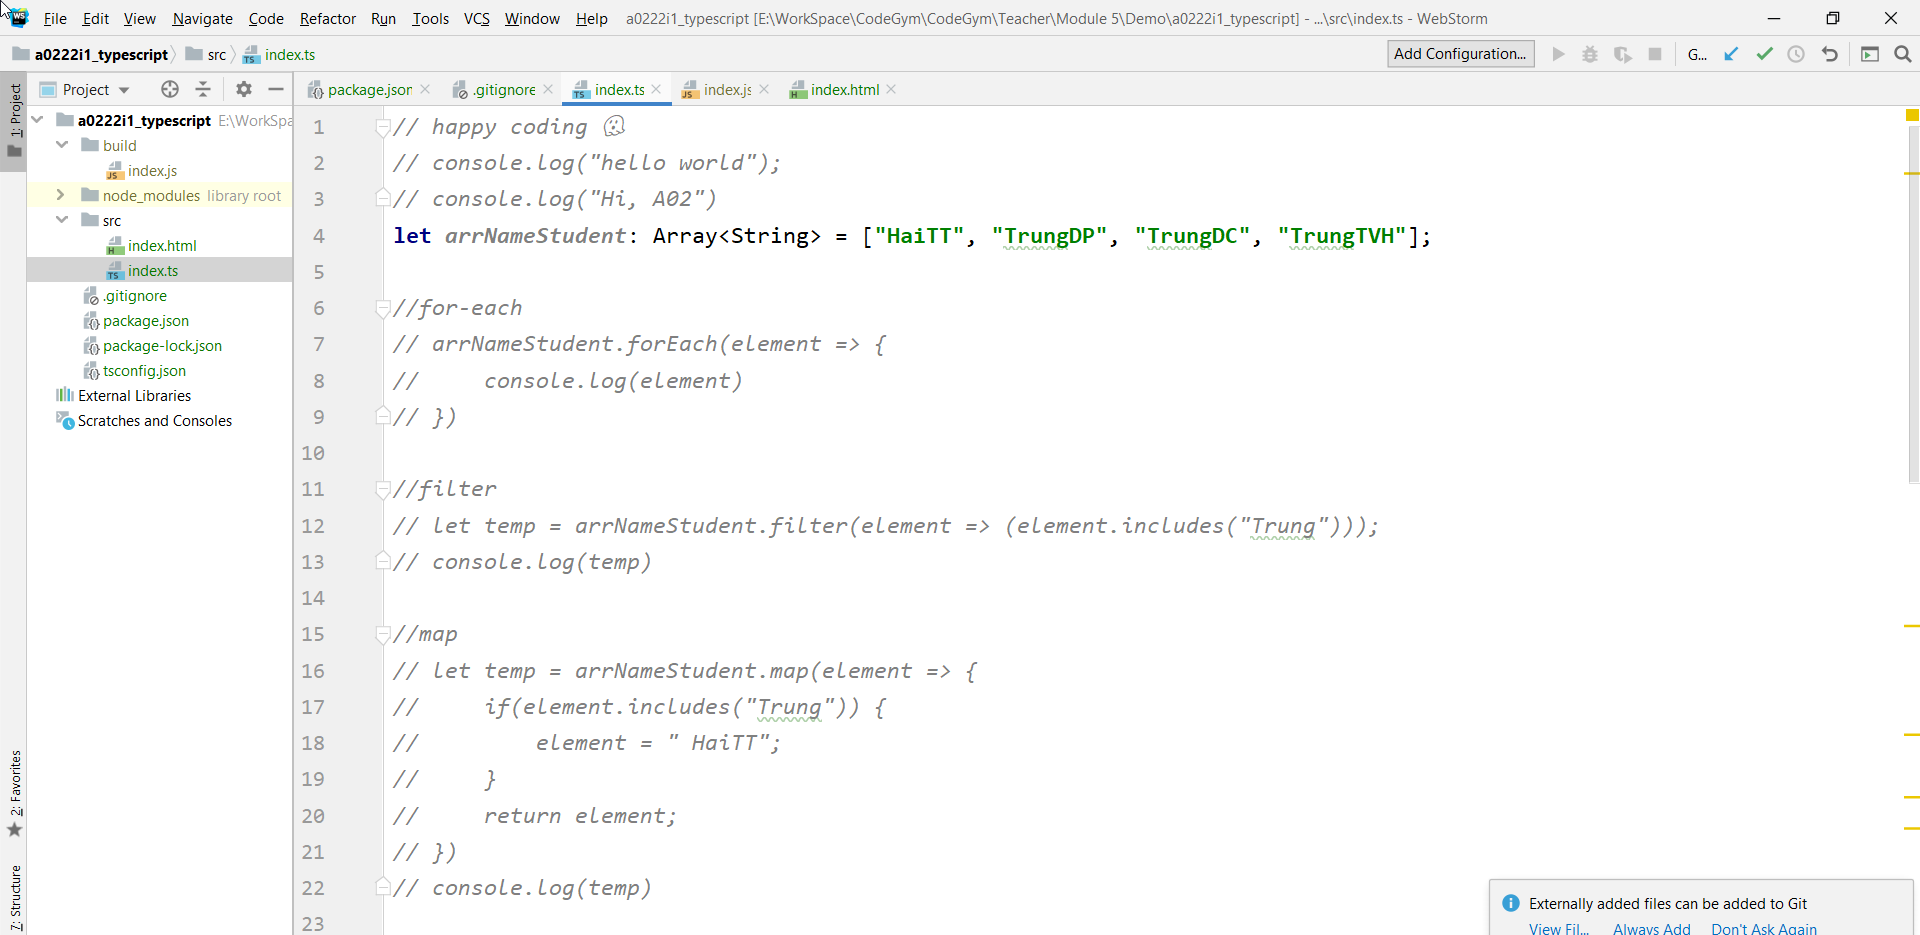 File Edit View Navigate Code Refactor Run Tools VCS Window Help a0222i1_typescript [E:\WorkSpace\CodeGym\CodeGym\Teacher\Module 5\Demo\a0222i1_typescript] - ...\src\index.ts - WebStorm
a0222i1_typescript src index.ts Add Configuration... G...
1: Project
Project
package.json .gitignore index.ts index.js index.html
a0222i1_typescript E:\WorkSpa
build
index.js
node_modules library root
src
index.html
index.ts
.gitignore
package.json
package-lock.json
tsconfig.json
External Libraries
Scratches and Consoles
2: Favorites
7: Structure
1 // happy coding
2 // console.log("hello world");
3 // console.log("Hi, A02")
4 let arrNameStudent: Array<String> = ["HaiTT", "TrungDP", "TrungDC", "TrungTVH"];
5
6 //for-each
7 // arrNameStudent.forEach(element => {
8 //     console.log(element)
9 // })
10
11 //filter
12 // let temp = arrNameStudent.filter(element => (element.includes("Trung")));
13 // console.log(temp)
14
15 //map
16 // let temp = arrNameStudent.map(element => {
17 //     if(element.includes("Trung")) {
18 //         element = " HaiTT";
19 //     }
20 //     return element;
21 // })
22 // console.log(temp)
23
Externally added files can be added to Git
View Fil... Always Add Don't Ask Again